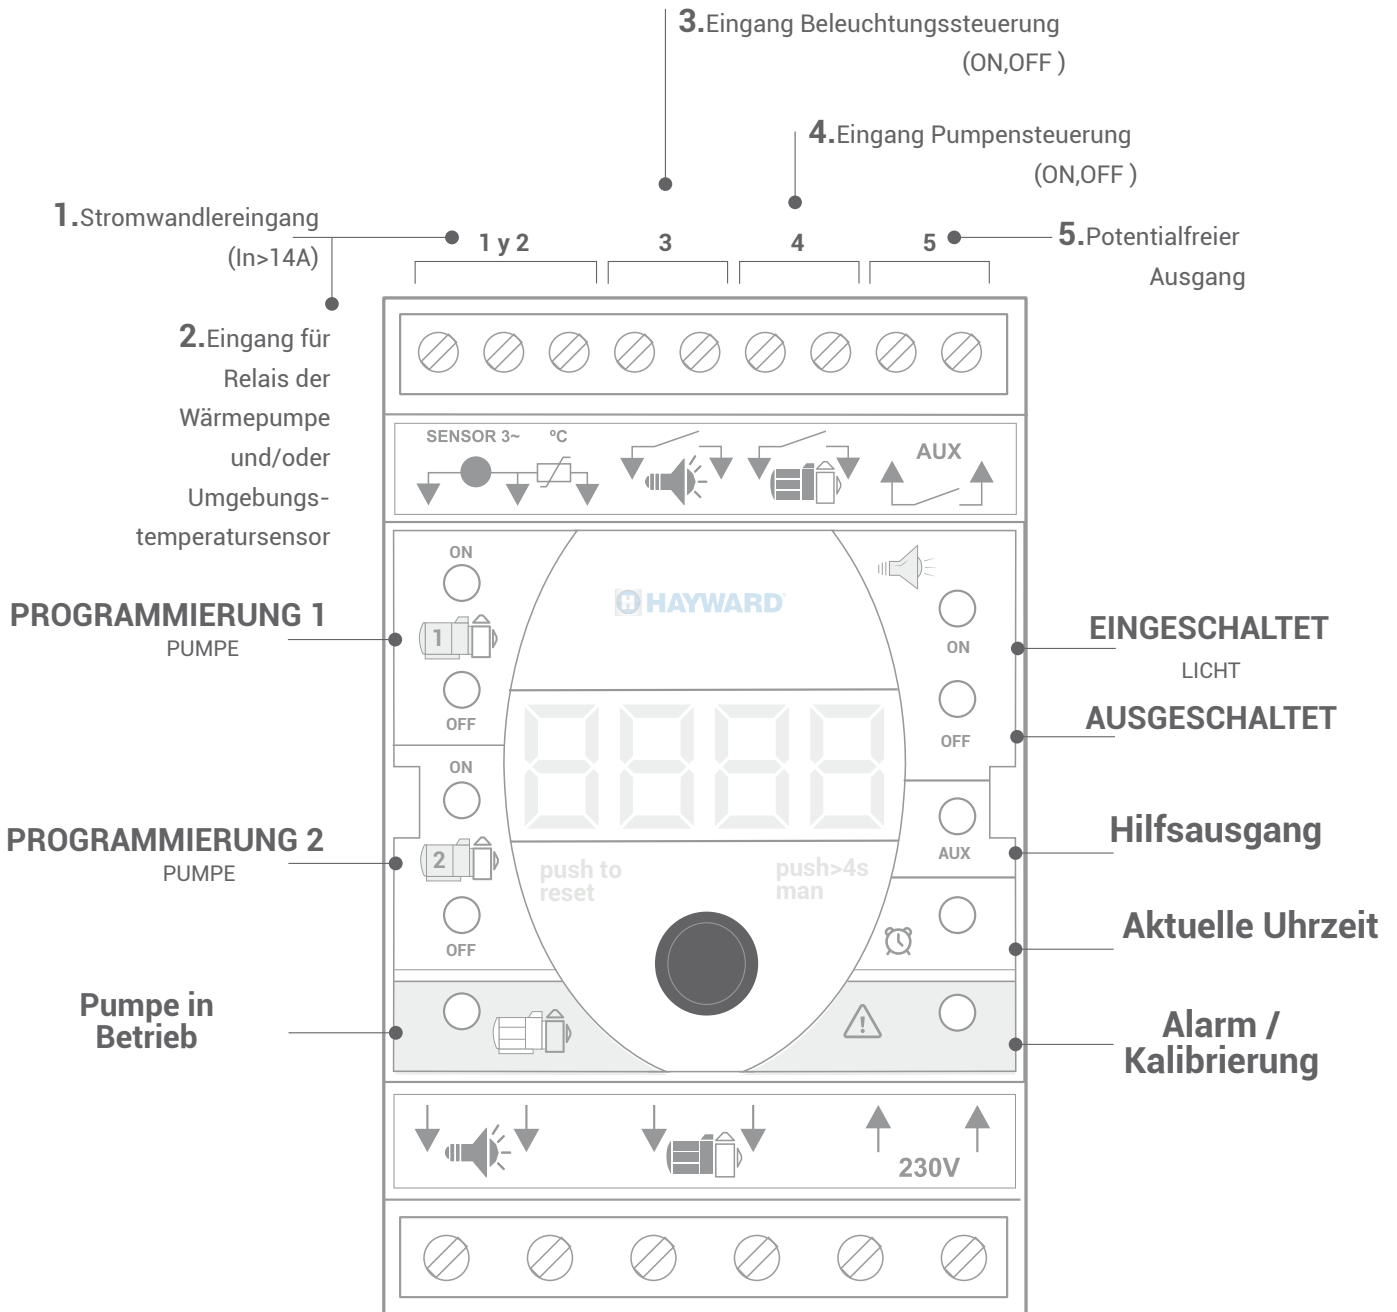 3.Eingang Beleuchtungssteuerung
(ON,OFF )
4.Eingang Pumpensteuerung
(ON,OFF )
1.Stromwandlereingang
(In>14A)
1 y 2
3
4
5
5.Potentialfreier
Ausgang
2.Eingang für
Relais der
Wärmepumpe
und/oder
Umgebungs-
temperatursensor
SENSOR 3~
ºC
AUX
ON
HAYWARD
PROGRAMMIERUNG 1
PUMPE
1
OFF
ON
EINGESCHALTET
LICHT
AUSGESCHALTET
OFF
ON
PROGRAMMIERUNG 2
PUMPE
2
OFF
8888
AUX
Hilfsausgang
push to
reset
push>4s
man
Aktuelle Uhrzeit
Pumpe in
Betrieb
!
Alarm /
Kalibrierung
230V